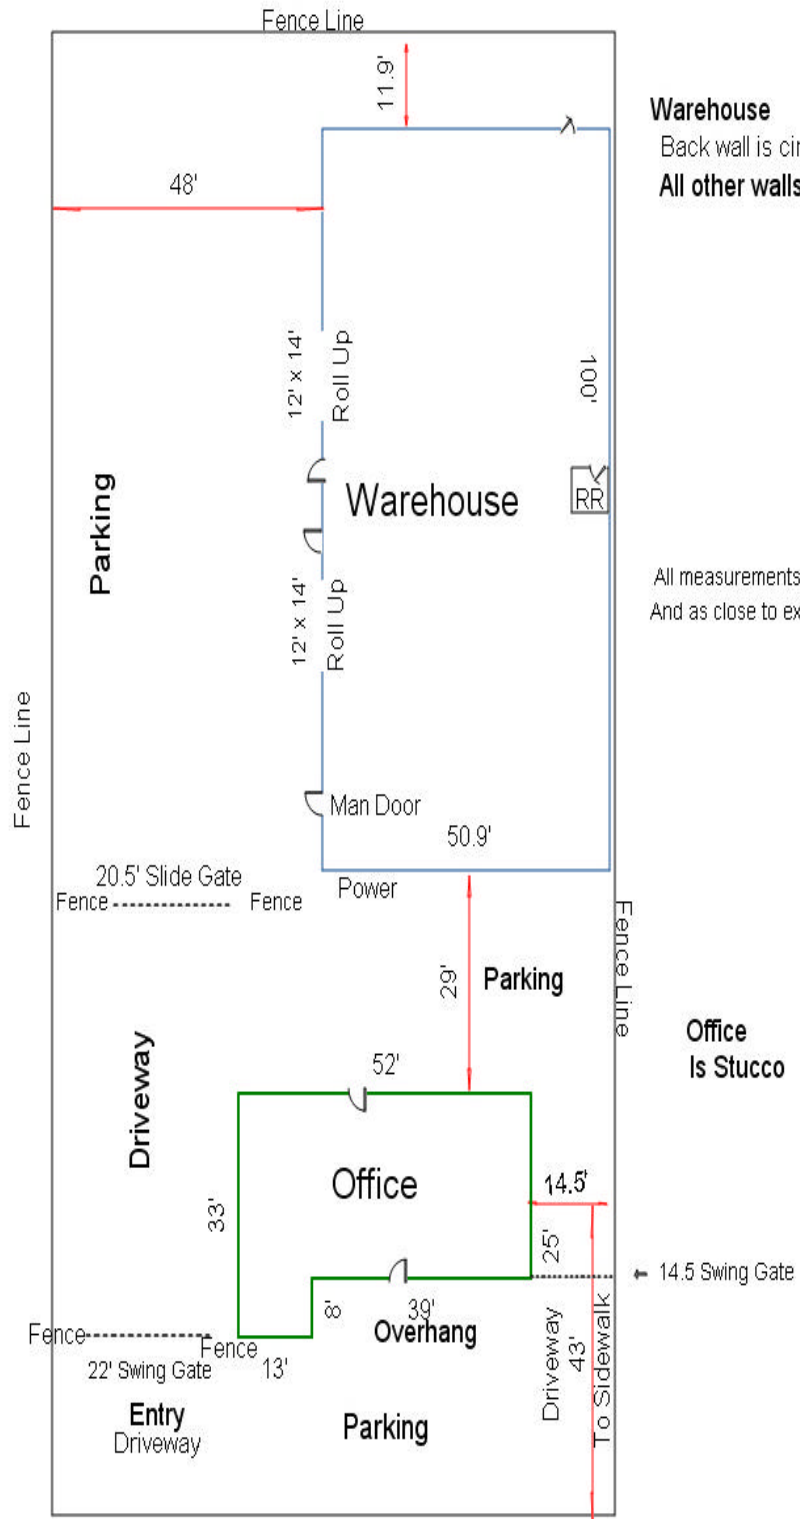 Fence Line
11.9'
Warehouse
Back wall is
All other walls
48'
12' x 14'
Roll Up
100'
Parking
Warehouse
RR
All measurements
And as close to
12' x 14'
Roll Up
Fence Line
Man Door
50.9'
20.5' Slide Gate
Power
Fence
Fence
Fence Line
29'
Parking
Office
Is Stucco
Driveway
52'
Office
14.5'
33'
25'
14.5 Swing Gate
8'
39'
Overhang
Driveway
43'
To Sidewalk
Fence
Fence
22' Swing Gate
13'
Entry
Driveway
Parking